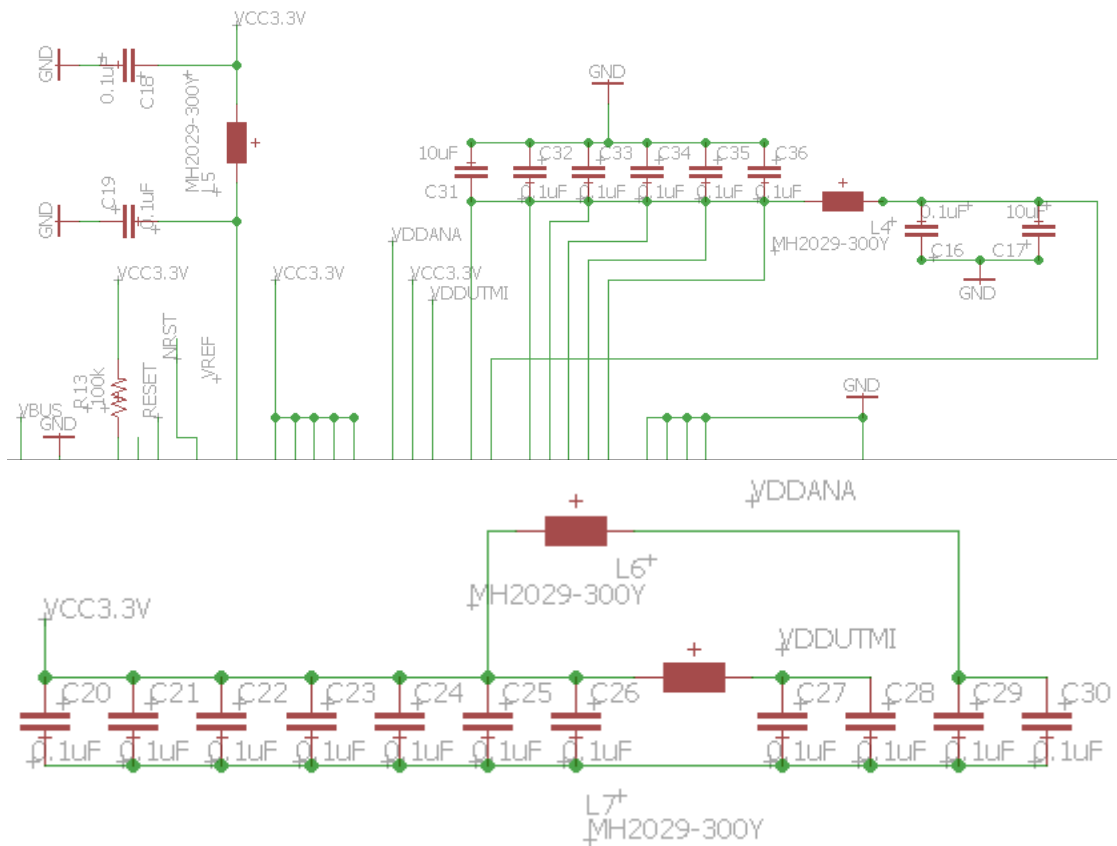 VCC3.3V
GND
0.1uF
C18
MH2029-300Y
L5
GND
C19
0.1uF
GND
10uF
C31
C32
0.1uF
C33
0.1uF
C34
0.1uF
C35
0.1uF
C36
0.1uF
L4
MH2029-300Y
0.1uF
C16
10uF
C17
GND
VDDANA
VCC3.3V
VDDUTMI
VCC3.3V
VCC3.3V
NRST
VREF
R13
100k
RESET
VBUS
GND
GND
VDDANA
L6
MH2029-300Y
VCC3.3V
VDDUTMI
C20
0.1uF
C21
0.1uF
C22
0.1uF
C23
0.1uF
C24
0.1uF
C25
0.1uF
C26
0.1uF
C27
0.1uF
C28
0.1uF
C29
0.1uF
C30
0.1uF
L7
MH2029-300Y